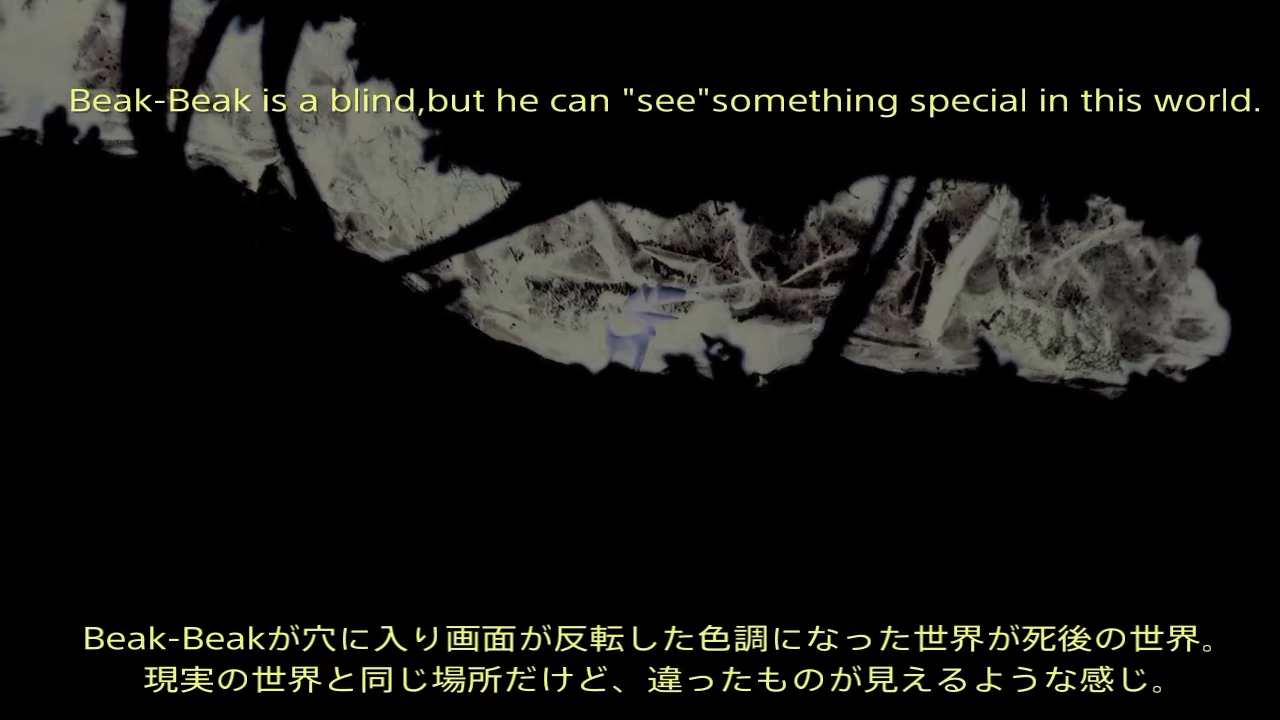 Beak-Beak is a blind,but he can "see"something special in this world.
Beak-Beakが穴に入り画面が反転した色調になった世界が死後の世界。
現実の世界と同じ場所だけど、違ったものが見えるような感じ。